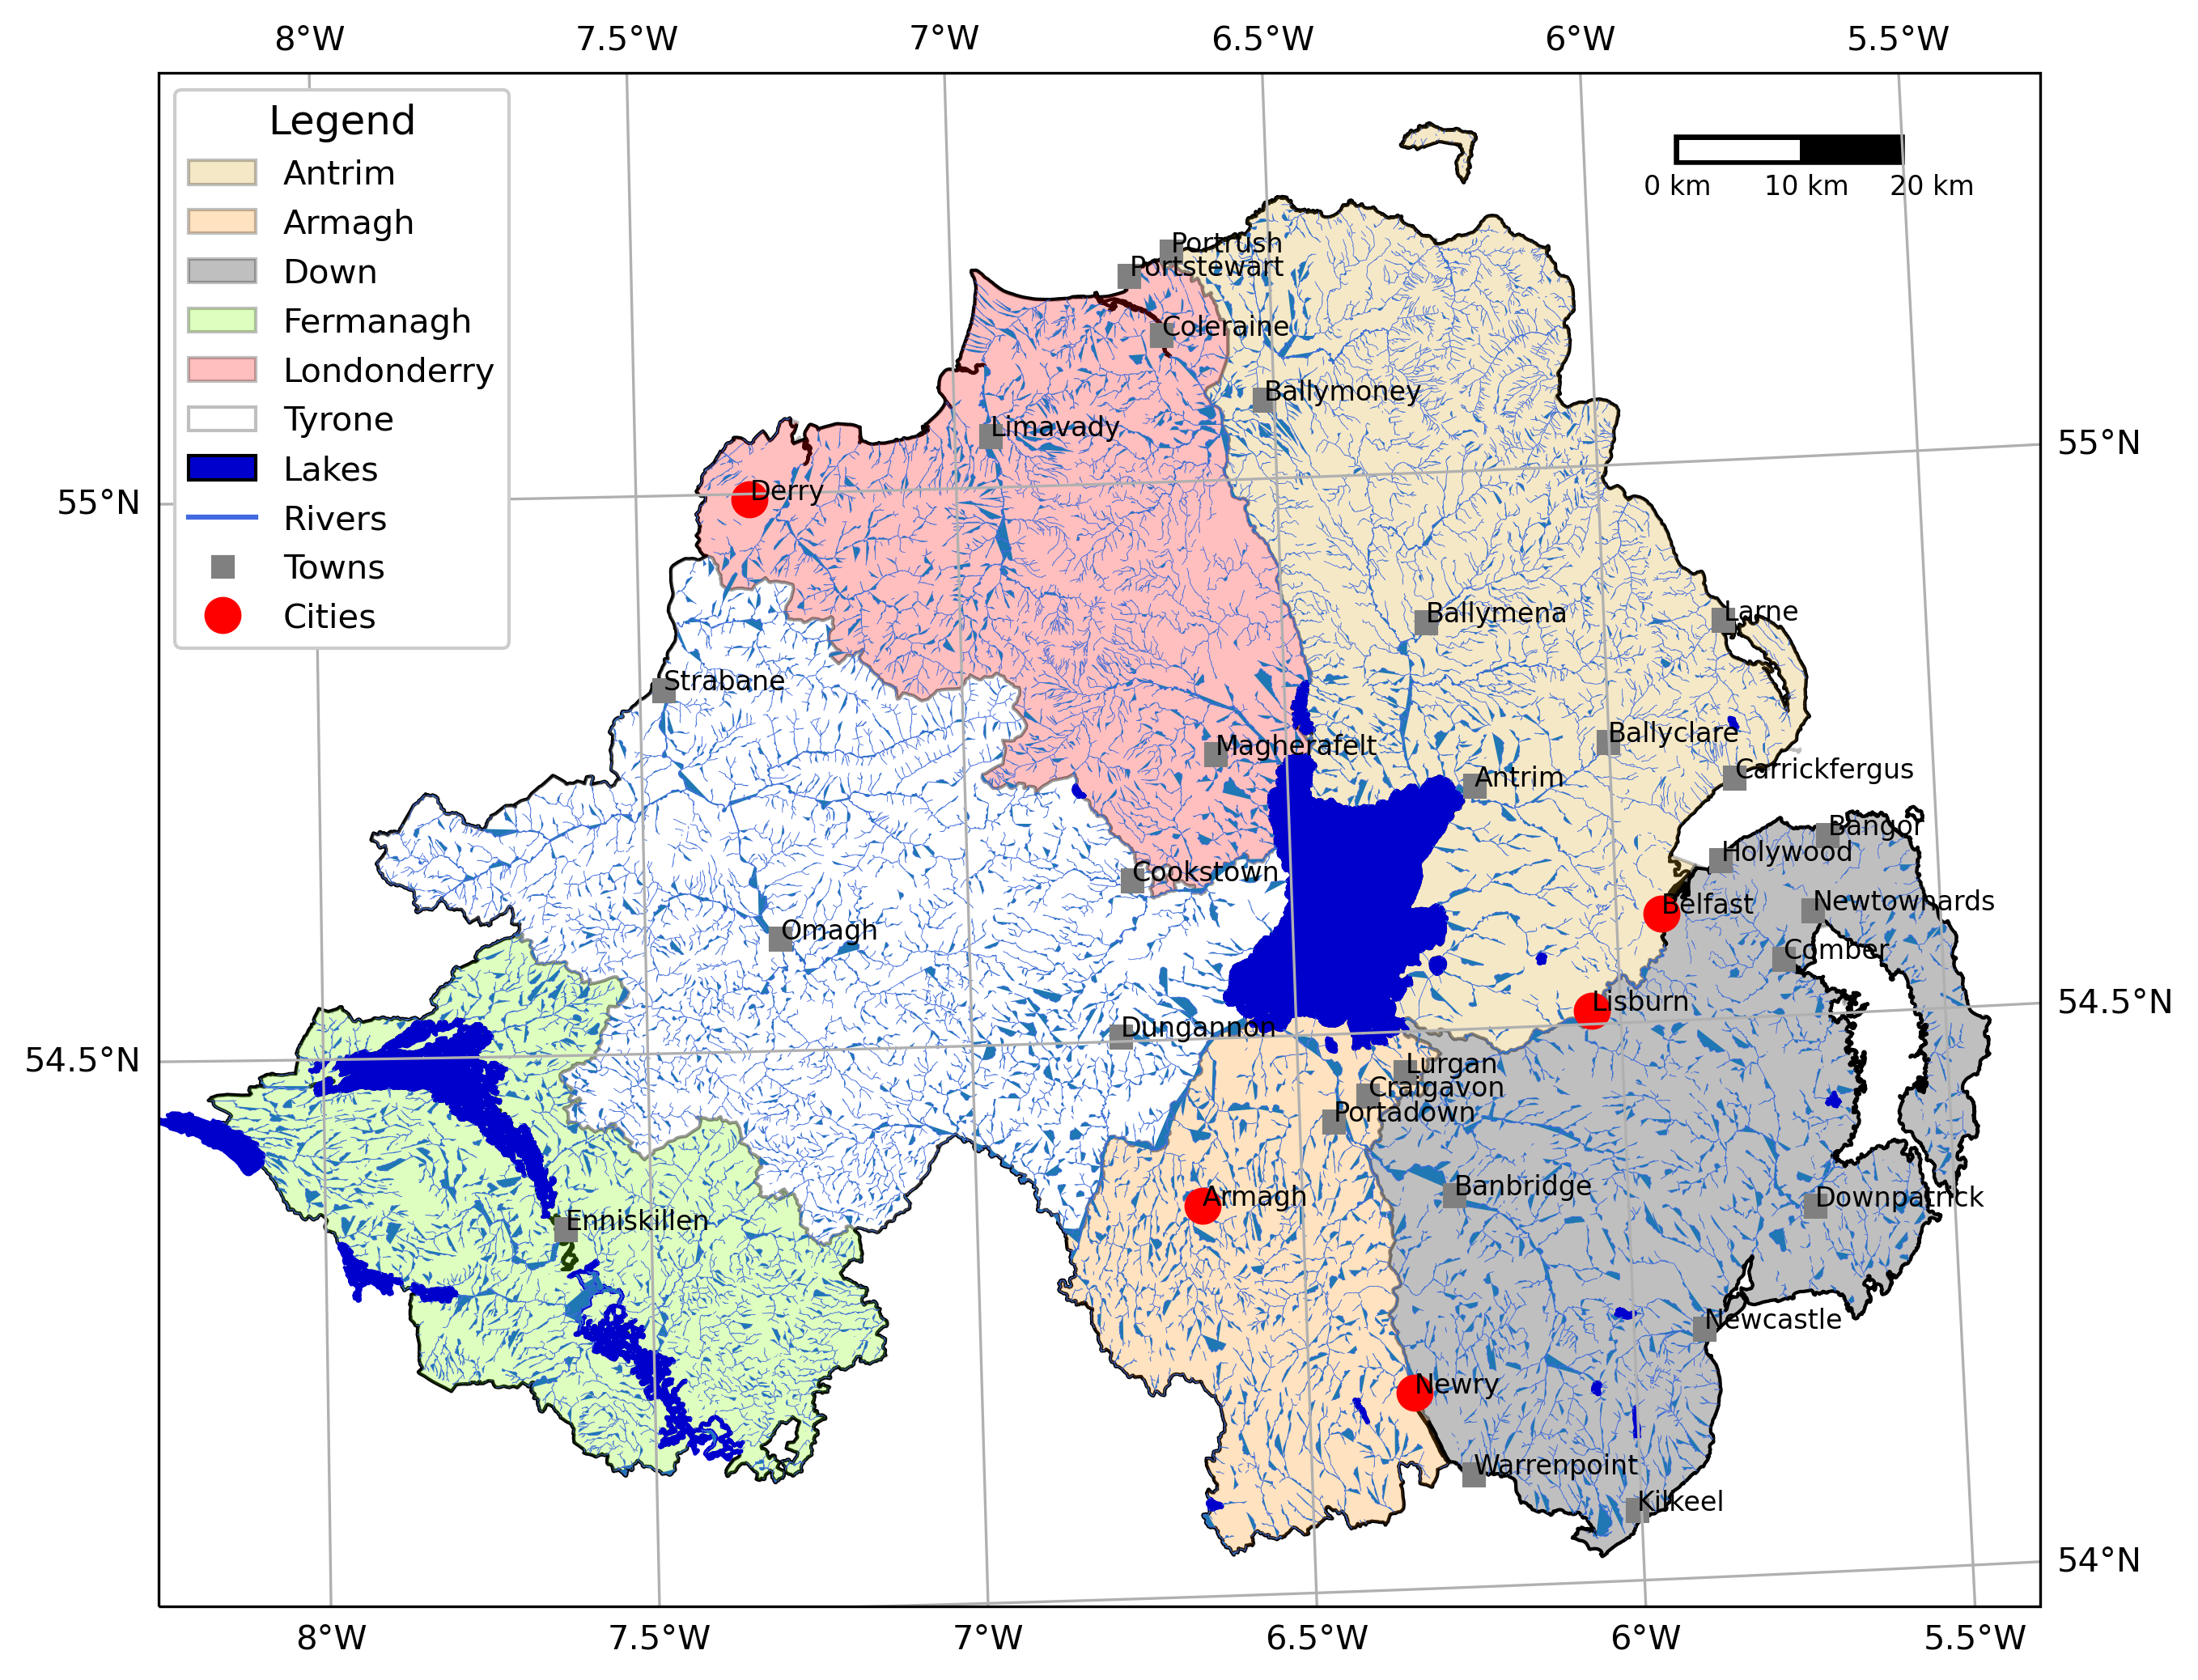 8°W 7.5°W 7°W 6.5°W 6°W 5.5°W
Legend
Antrim
Armagh
Down
Fermanagh
Londonderry
Tyrone
Lakes
Rivers
Towns
Cities
0 km 10 km 20 km
Portrush
Portstewart
Coleraine
Ballymoney
Limavady
55°N
Derry
55°N
Ballymena
Larne
Strabane
Ballyclare
Magherafelt
Carrickfergus
Antrim
Bangor
Holywood
Cookstown
Newtownards
Belfast
Omagh
Comber
Lisburn
54.5°N
Dungannon
54.5°N
Lurgan
Craigavon
Portadown
Banbridge
Armagh
Downpatrick
Enniskillen
Newcastle
Newry
Warrenpoint
Kilkeel
54°N
8°W 7.5°W 7°W 6.5°W 6°W 5.5°W